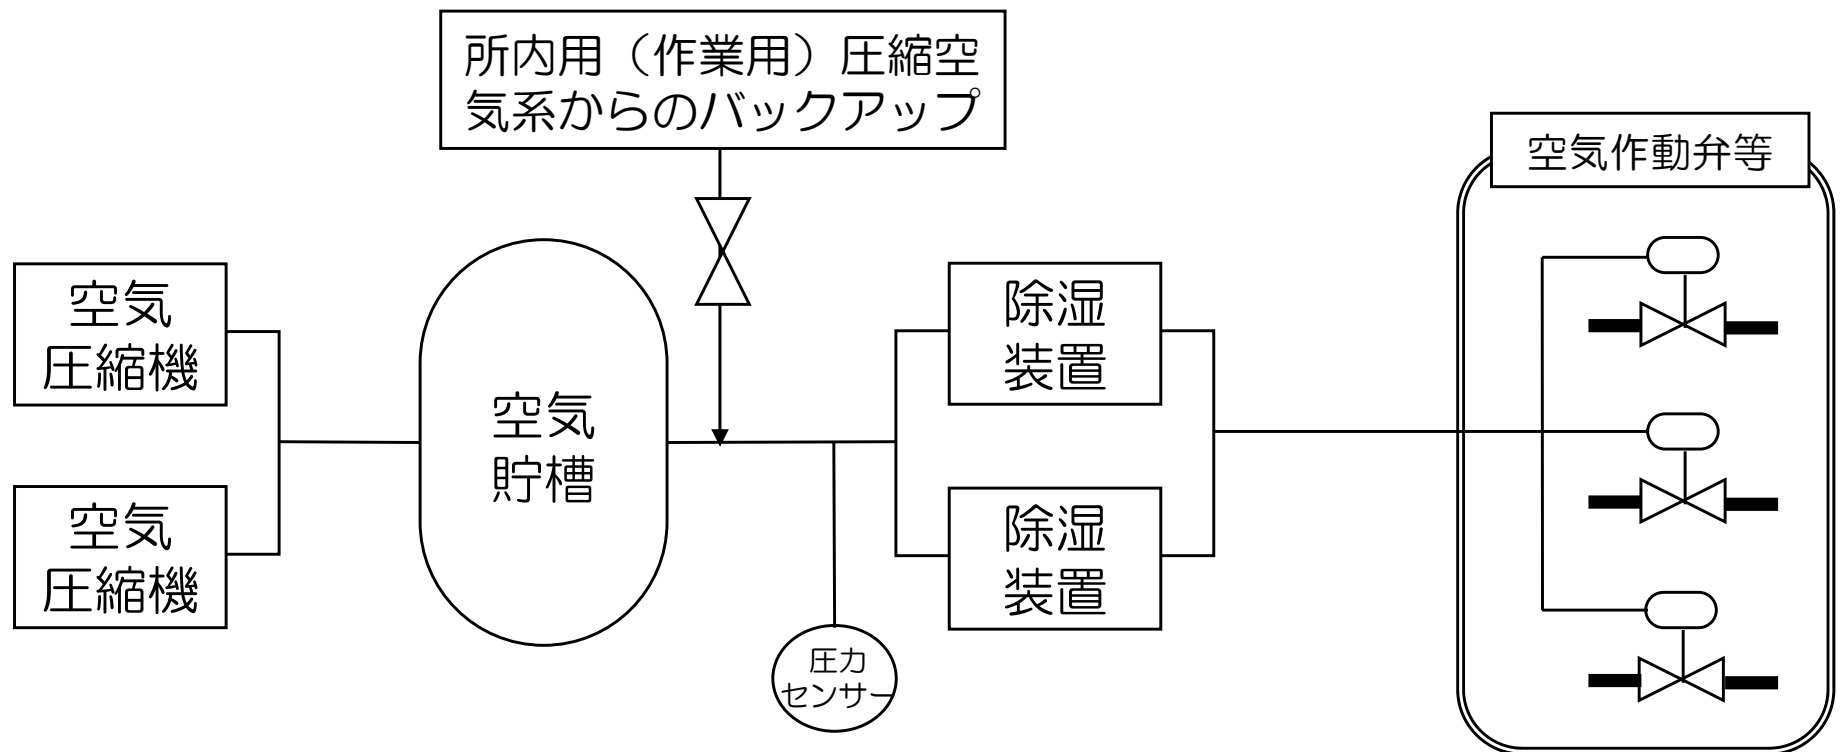 所内用（作業用）圧縮空
気系からのバックアップ
空気作動弁等
空気
圧縮機
空気
圧縮機
空気
貯槽
除湿
装置
除湿
装置
圧力
センサー